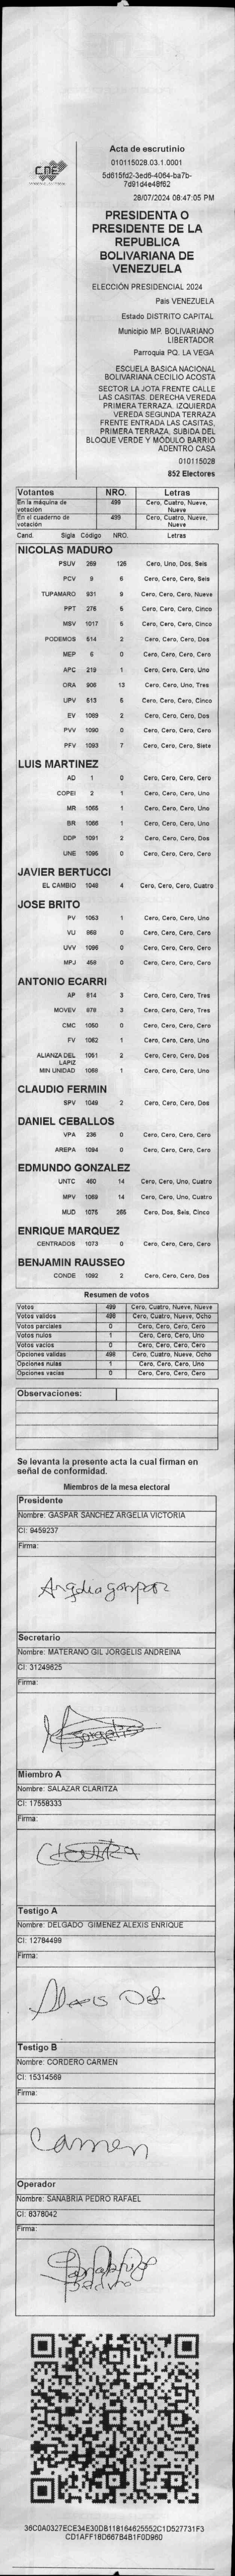 CNE
Acta de escrutinio
010115028.03.1.0001
5d615fd2-3ed6-4064-ba7b-
7d91d4e48f62
28/07/2024 08:47:05 PM
PRESIDENTA O
PRESIDENTE DE LA
REPUBLICA
BOLIVARIANA DE
VENEZUELA
ELECCIÓN PRESIDENCIAL 2024
País VENEZUELA
Estado DISTRITO CAPITAL
Municipio MP. BOLIVARIANO
LIBERTADOR
Parroquia PQ. LA VEGA
ESCUELA BASICA NACIONAL
BOLIVARIANA CECILIO ACOSTA
SECTOR LA JOTA FRENTE CALLE
LAS CASITAS. DERECHA VEREDA
PRIMERA TERRAZA. IZQUIERDA
VEREDA SEGUNDA TERRAZA
FRENTE ENTRADA LAS CASITAS,
PRIMERA TERRAZA, SUBIDA DEL
BLOQUE VERDE Y MÓDULO BARRIO
ADENTRO CASA
010115028
852 Electores
Votantes NRO. Letras
En la máquina de votación 499 Cero, Cuatro, Nueve, Nueve
En el cuaderno de votación 499 Cero, Cuatro, Nueve, Nueve
Cand. Sigla Código NRO. Letras
NICOLAS MADURO
PSUV 269 126 Cero, Uno, Dos, Seis
PCV 9 6 Cero, Cero, Cero, Seis
TUPAMARO 931 9 Cero, Cero, Cero, Nueve
PPT 276 5 Cero, Cero, Cero, Cinco
MSV 1017 5 Cero, Cero, Cero, Cinco
PODEMOS 514 2 Cero, Cero, Cero, Dos
MEP 6 0 Cero, Cero, Cero, Cero
APC 219 1 Cero, Cero, Cero, Uno
ORA 906 13 Cero, Cero, Uno, Tres
UPV 513 5 Cero, Cero, Cero, Cinco
EV 1089 2 Cero, Cero, Cero, Dos
PVV 1090 0 Cero, Cero, Cero, Cero
PFV 1093 7 Cero, Cero, Cero, Siete
LUIS MARTINEZ
AD 1 0 Cero, Cero, Cero, Cero
COPEI 2 1 Cero, Cero, Cero, Uno
MR 1065 1 Cero, Cero, Cero, Uno
BR 1066 1 Cero, Cero, Cero, Uno
DDP 1091 2 Cero, Cero, Cero, Dos
UNE 1095 0 Cero, Cero, Cero, Cero
JAVIER BERTUCCI
EL CAMBIO 1048 4 Cero, Cero, Cero, Cuatro
JOSE BRITO
PV 1053 1 Cero, Cero, Cero, Uno
VU 868 0 Cero, Cero, Cero, Cero
UVV 1096 0 Cero, Cero, Cero, Cero
MPJ 458 0 Cero, Cero, Cero, Cero
ANTONIO ECARRI
AP 814 3 Cero, Cero, Cero, Tres
MOVEV 878 3 Cero, Cero, Cero, Tres
CMC 1050 0 Cero, Cero, Cero, Cero
FV 1062 1 Cero, Cero, Cero, Uno
ALIANZA DEL LAPIZ 1051 2 Cero, Cero, Cero, Dos
MIN UNIDAD 1068 1 Cero, Cero, Cero, Uno
CLAUDIO FERMIN
SPV 1049 2 Cero, Cero, Cero, Dos
DANIEL CEBALLOS
VPA 236 0 Cero, Cero, Cero, Cero
AREPA 1094 0 Cero, Cero, Cero, Cero
EDMUNDO GONZALEZ
UNTC 460 14 Cero, Cero, Uno, Cuatro
MPV 1069 14 Cero, Cero, Uno, Cuatro
MUD 1075 265 Cero, Dos, Seis, Cinco
ENRIQUE MARQUEZ
CENTRADOS 1073 0 Cero, Cero, Cero, Cero
BENJAMIN RAUSSEO
CONDE 1092 2 Cero, Cero, Cero, Dos
Resumen de votos
Votos 499 Cero, Cuatro, Nueve, Nueve
Votos validos 498 Cero, Cuatro, Nueve, Ocho
Votos parciales 0 Cero, Cero, Cero, Cero
Votos nulos 1 Cero, Cero, Cero, Uno
Votos vacios 0 Cero, Cero, Cero, Cero
Opciones validas 498 Cero, Cuatro, Nueve, Ocho
Opciones nulas 1 Cero, Cero, Cero, Uno
Opciones vacias 0 Cero, Cero, Cero, Cero
Observaciones:
Se levanta la presente acta la cual firman en
señal de conformidad.
Miembros de la mesa electoral
Presidente
Nombre: GASPAR SANCHEZ ARGELIA VICTORIA
CI: 9459237
Firma:
Argelia gaspar
Secretario
Nombre: MATERANO GIL JORGELIS ANDREINA
CI: 31249625
Firma:
Jorgelis
Miembro A
Nombre: SALAZAR CLARITZA
CI: 17558333
Firma:
Claritza
Testigo A
Nombre: DELGADO GIMENEZ ALEXIS ENRIQUE
CI: 12784499
Firma:
Alexis Del
Testigo B
Nombre: CORDERO CARMEN
CI: 15314569
Firma:
Carmen
Operador
Nombre: SANABRIA PEDRO RAFAEL
CI: 8378042
Firma:
Sanabria
Pedro
36C0A0327ECE34E30DB118164625552C1D527731F3
CD1AFF18D667B4B1F0D960